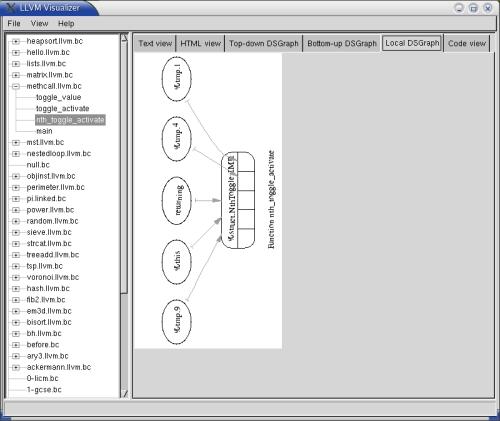 LLVM Visualizer
File View Help
heapsort.llvm.bc
hello.llvm.bc
lists.llvm.bc
matrix.llvm.bc
methcall.llvm.bc
toggle_value
toggle_activate
nth_toggle_activate
main
mst.llvm.bc
nestedloop.llvm.bc
null.bc
objinst.llvm.bc
perimeter.llvm.bc
pi.linked.bc
power.llvm.bc
random.llvm.bc
sieve.llvm.bc
strcat.llvm.bc
treeadd.llvm.bc
tsp.llvm.bc
voronoi.llvm.bc
hash.llvm.bc
fib2.llvm.bc
em3d.llvm.bc
bisort.llvm.bc
bh.llvm.bc
before.bc
ary3.llvm.bc
ackermann.llvm.bc
0-licm.bc
1-gcse.bc
Text view HTML view Top-down DSGraph Bottom-up DSGraph Local DSGraph Code view
%tmp.1
%tmp.4
returning
%this
%tmp.9
Function nth_toggle_activate